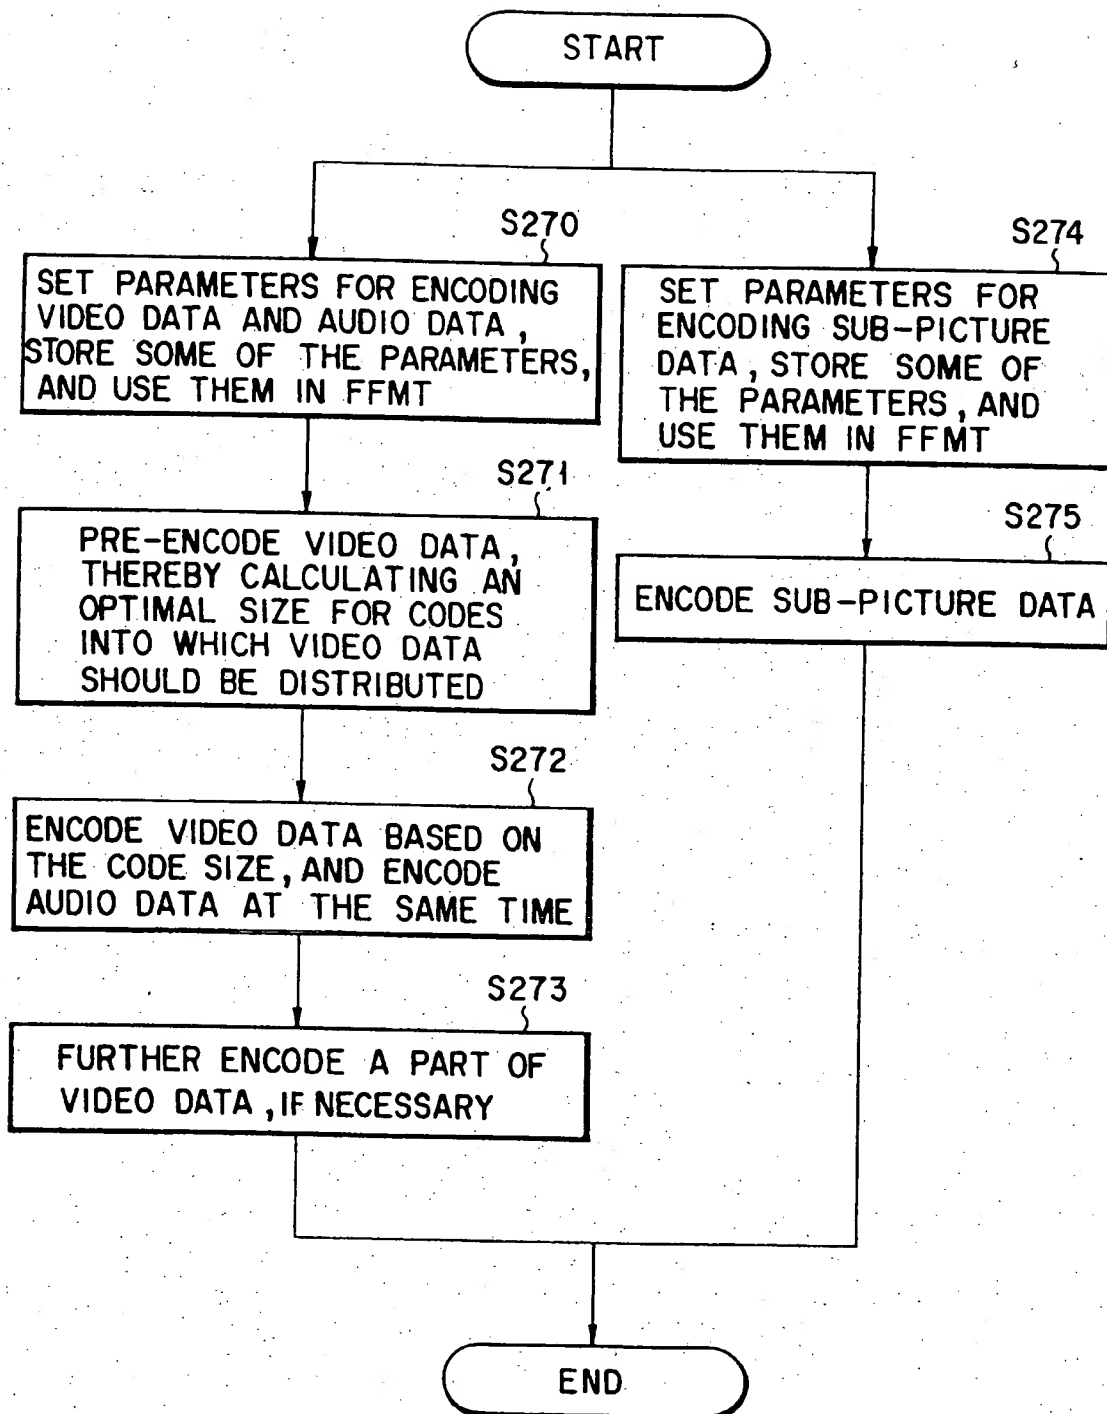 START
S270
SET PARAMETERS FOR ENCODING
VIDEO DATA AND AUDIO DATA,
STORE SOME OF THE PARAMETERS,
AND USE THEM IN FFMT
S271
PRE-ENCODE VIDEO DATA,
THEREBY CALCULATING AN
OPTIMAL SIZE FOR CODES
INTO WHICH VIDEO DATA
SHOULD BE DISTRIBUTED
S272
ENCODE VIDEO DATA BASED ON
THE CODE SIZE, AND ENCODE
AUDIO DATA AT THE SAME TIME
S273
FURTHER ENCODE A PART OF
VIDEO DATA, IF NECESSARY
S274
SET PARAMETERS FOR
ENCODING SUB-PICTURE
DATA, STORE SOME OF
THE PARAMETERS, AND
USE THEM IN FFMT
S275
ENCODE SUB-PICTURE DATA
END